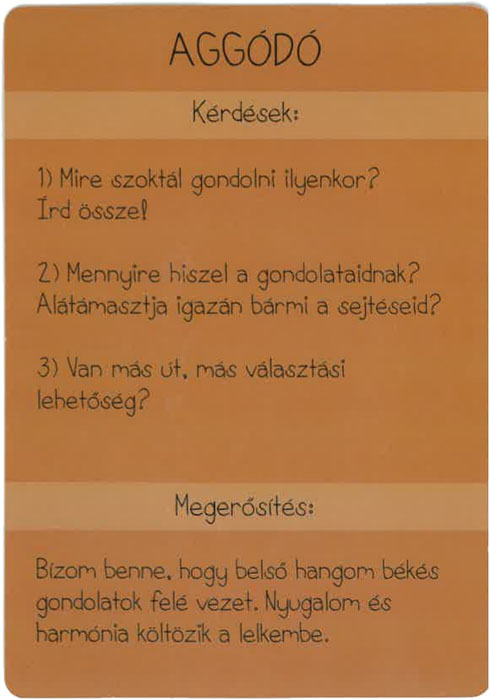 AGGÓDÓ
Kérdések:
1) Mire szoktál gondolni ilyenkor?
Írd össze!
2) Mennyire hiszel a gondolataidnak?
Alátámasztja igazán bármi a sejtéseid?
3) Van más út, más választási
lehetőség?
Megerősítés:
Bízom benne, hogy belső hangom békés
gondolatok felé vezet. Nyugalom és
harmónia költözik a lelkembe.